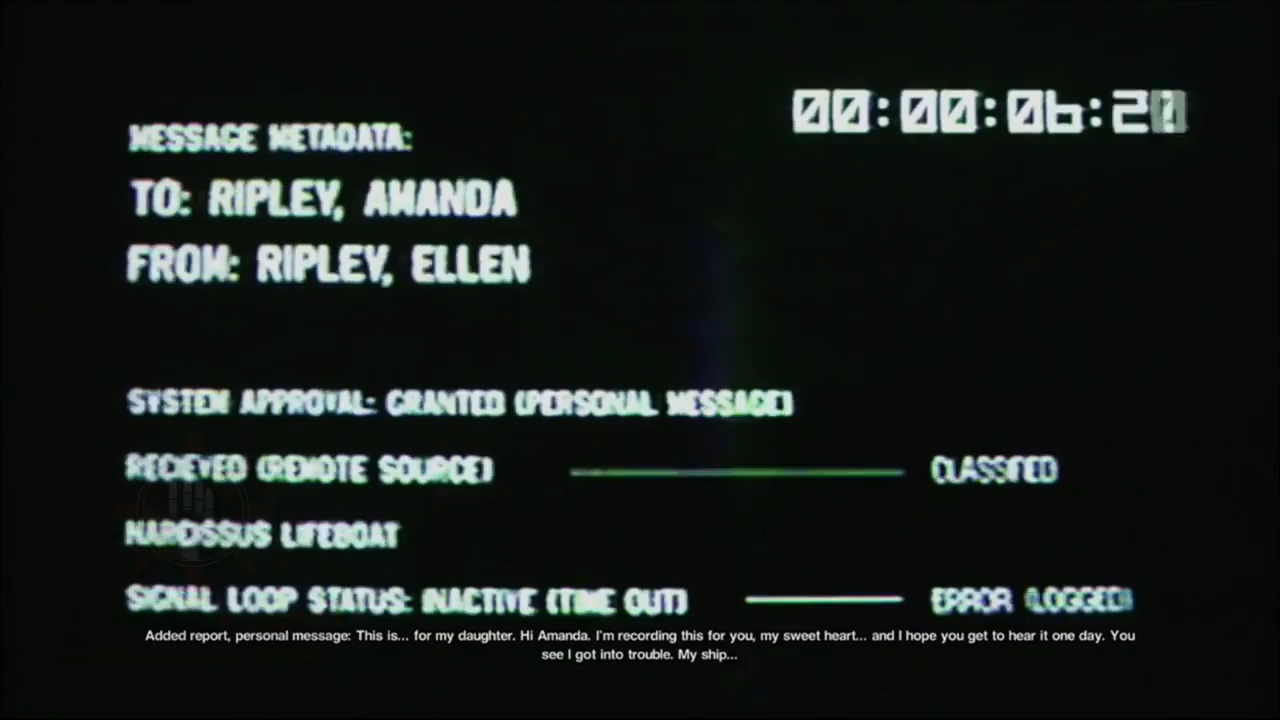 00:00:06:2
MESSAGE METADATA:
TO: RIPLEY, AMANDA
FROM: RIPLEY, ELLEN
SYSTEM APPROVAL: GRANTED (PERSONAL MESSAGE)
RECIEVED (REMOTE SOURCE) CLASSIFIED
NARCISSUS LIFEBOAT
SIGNAL LOOP STATUS: INACTIVE (TIME OUT) ERROR (LOGGED)
Added report, personal message: This is... for my daughter. Hi Amanda. I'm recording this for you, my sweet heart... and I hope you get to hear it one day. You
see I got into trouble. My ship...